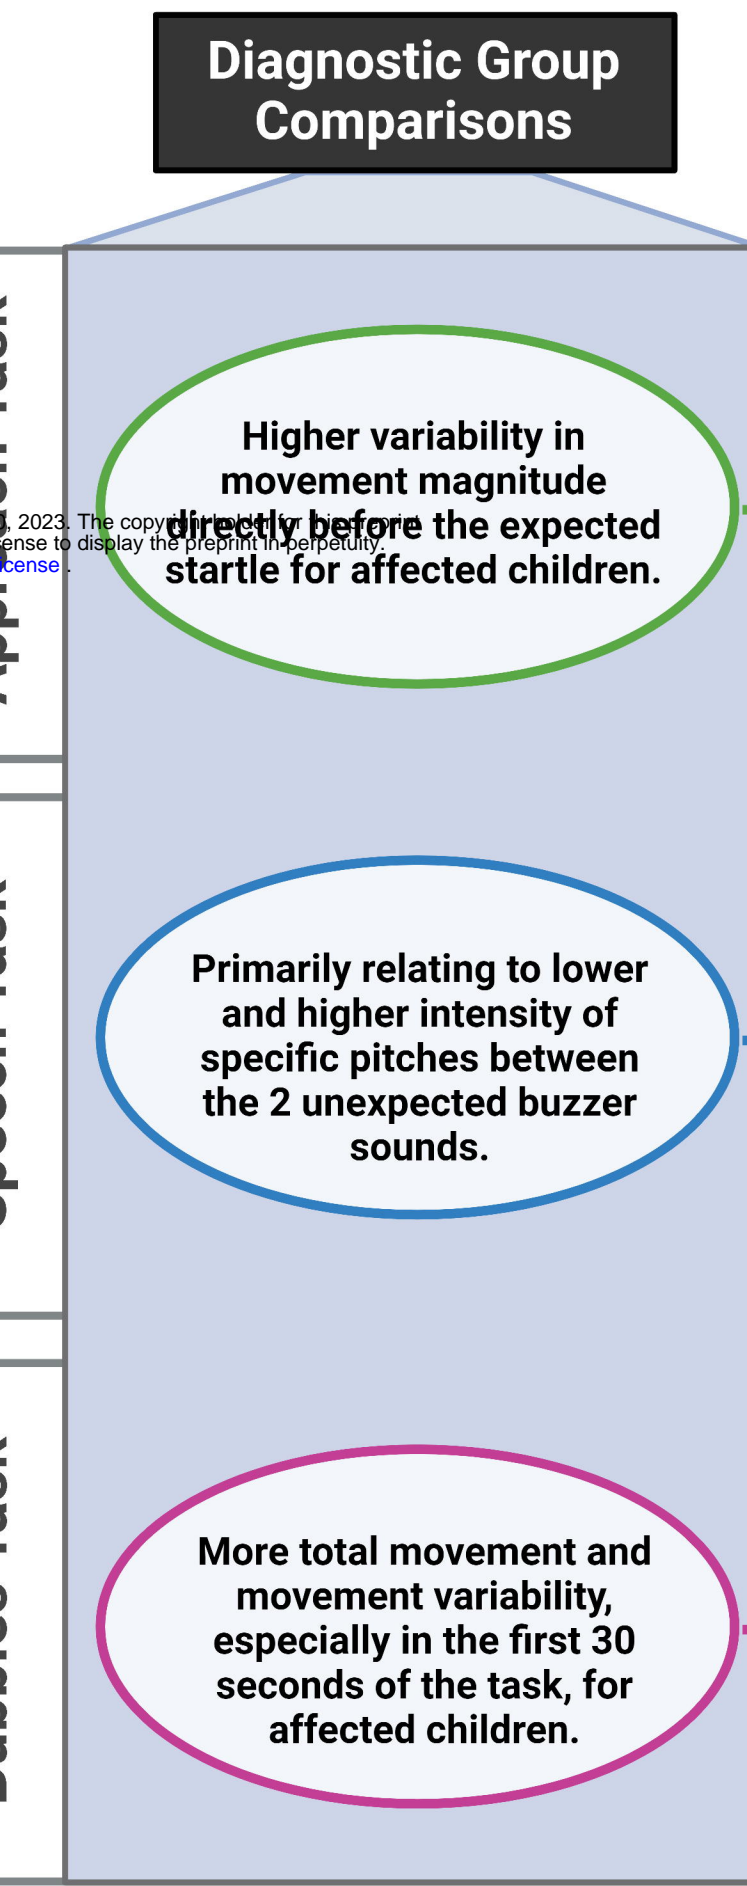 Diagnostic Group
Comparisons
Higher variability in
movement magnitude
directly before the expected
startle for affected children.
, 2023. The copyright holder for this preprint
to display the preprint in perpetuity.
.
Primarily relating to lower
and higher intensity of
specific pitches between
the 2 unexpected buzzer
sounds.
More total movement and
movement variability,
especially in the first 30
seconds of the task, for
affected children.
Task